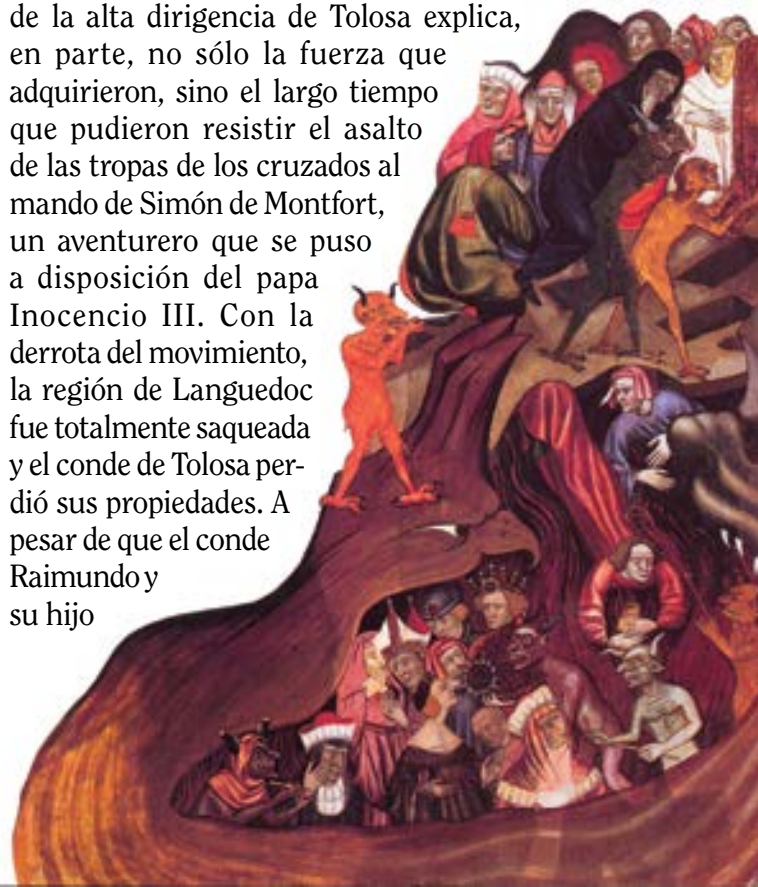 de la alta dirigencia de Tolosa explica,
en parte, no sólo la fuerza que
adquirieron, sino el largo tiempo
que pudieron resistir el asalto
de las tropas de los cruzados al
mando de Simón de Montfort,
un aventurero que se puso
a disposición del papa
Inocencio III. Con la
derrota del movimiento,
la región de Languedoc
fue totalmente saqueada
y el conde de Tolosa per-
dió sus propiedades. A
pesar de que el conde
Raimundo y
su hijo